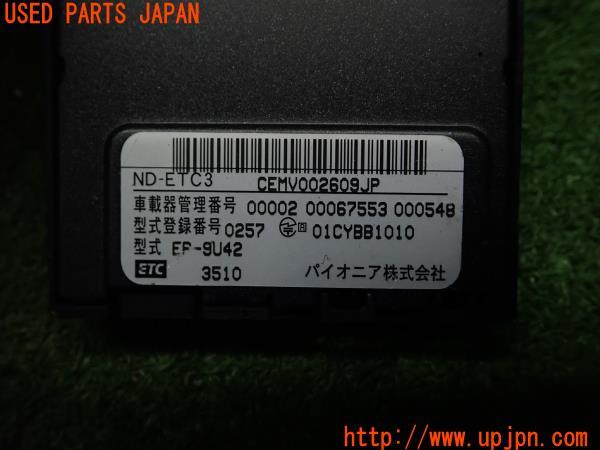 USED PARTS JAPAN
ND-ETC3 CEMV002609JP
車載器管理番号 00002 00067553 000548
型式登録番号 0257 01CYBB1010
型式 EP-9U42
ETC 3510 パイオニア株式会社
http://www.upjpn.com/